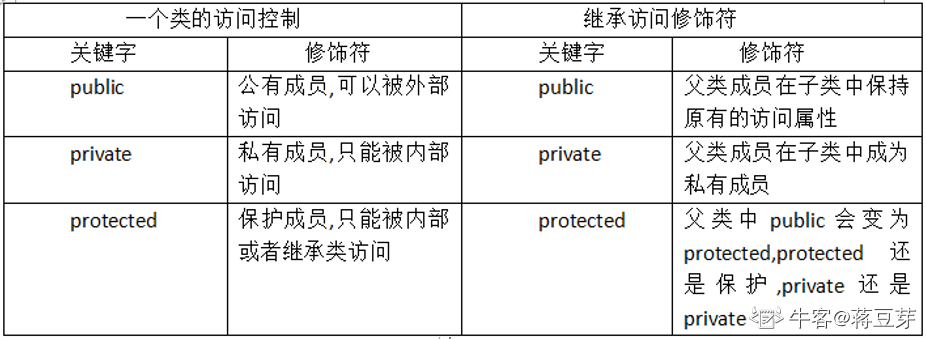 一个类的访问控制 继承访问修饰符
关键字 修饰符 关键字 修饰符
public 公有成员,可以被外部 public 父类成员在子类中保持
访问 原有的访问属性
private 私有成员,只能被内部 private 父类成员在子类中成为
访问 私有成员
protected 保护成员,只能被内部 protected 父类中 public 会变为
或者继承类访问 protected,protected 还
是保护,private 还是
private
牛客@蒋豆芽